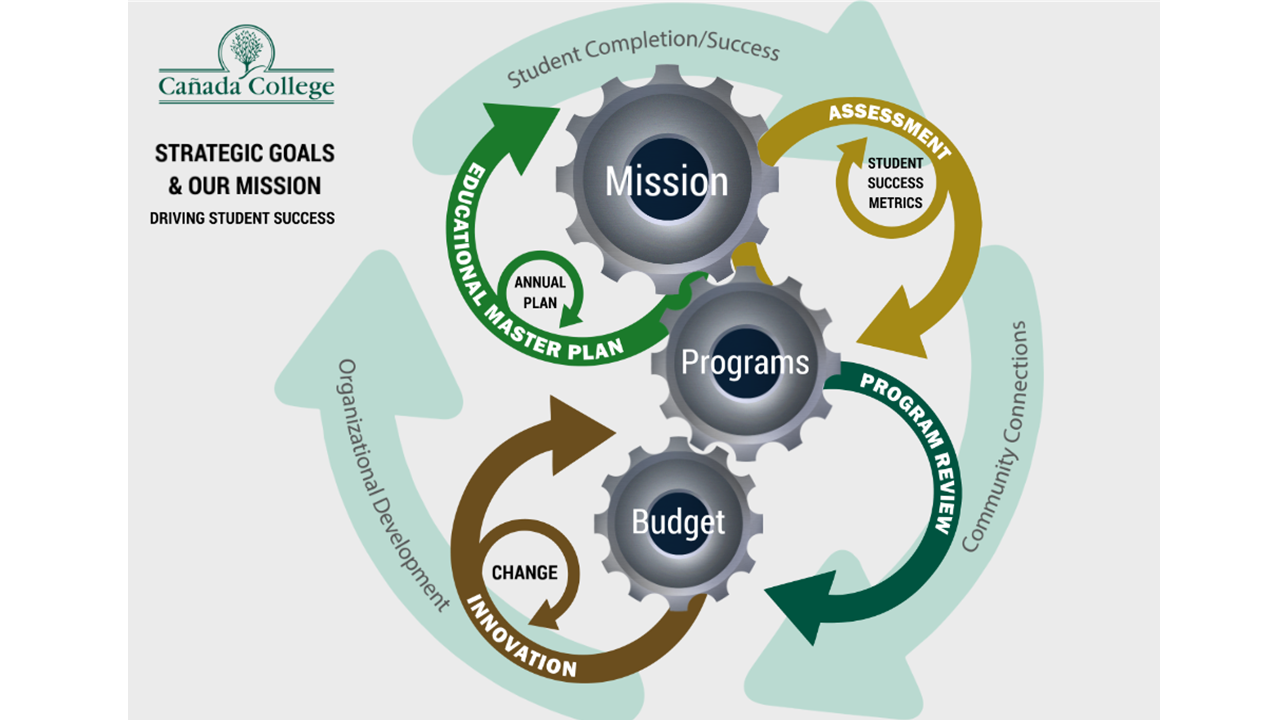 Cañada College
STRATEGIC GOALS
& OUR MISSION
DRIVING STUDENT SUCCESS
Student Completion/Success
Mission
ASSESSMENT
STUDENT
SUCCESS
METRICS
EDUCATIONAL MASTER PLAN
ANNUAL
PLAN
Programs
PROGRAM REVIEW
Community Connections
Organizational Development
Budget
CHANGE
INNOVATION